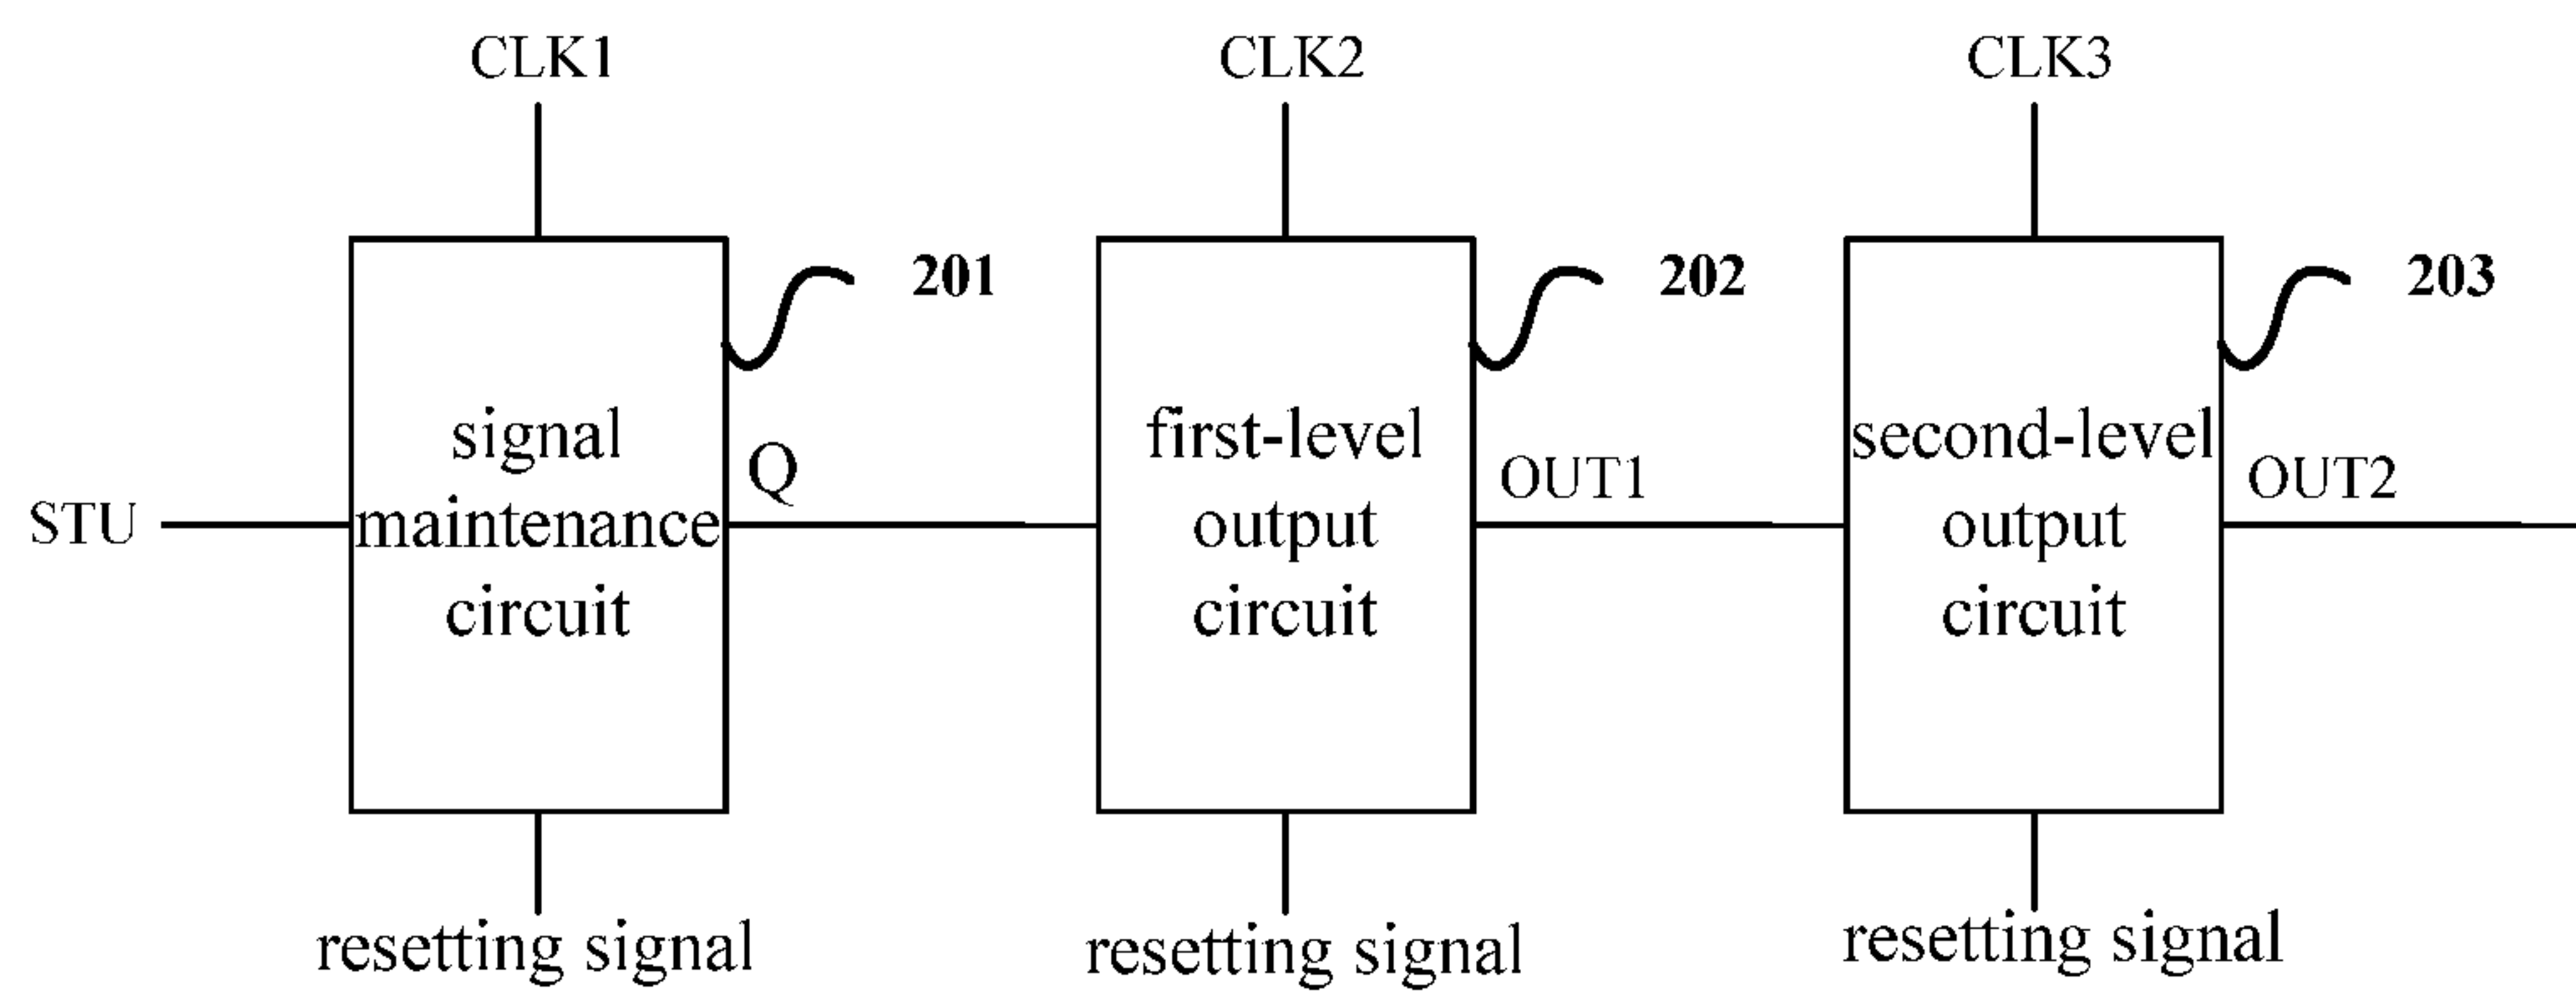 CLK1
CLK2
CLK3
201
202
203
signal
maintenance
circuit
first-level
output
circuit
second-level
output
circuit
STU
Q
OUT1
OUT2
resetting signal
resetting signal
resetting signal